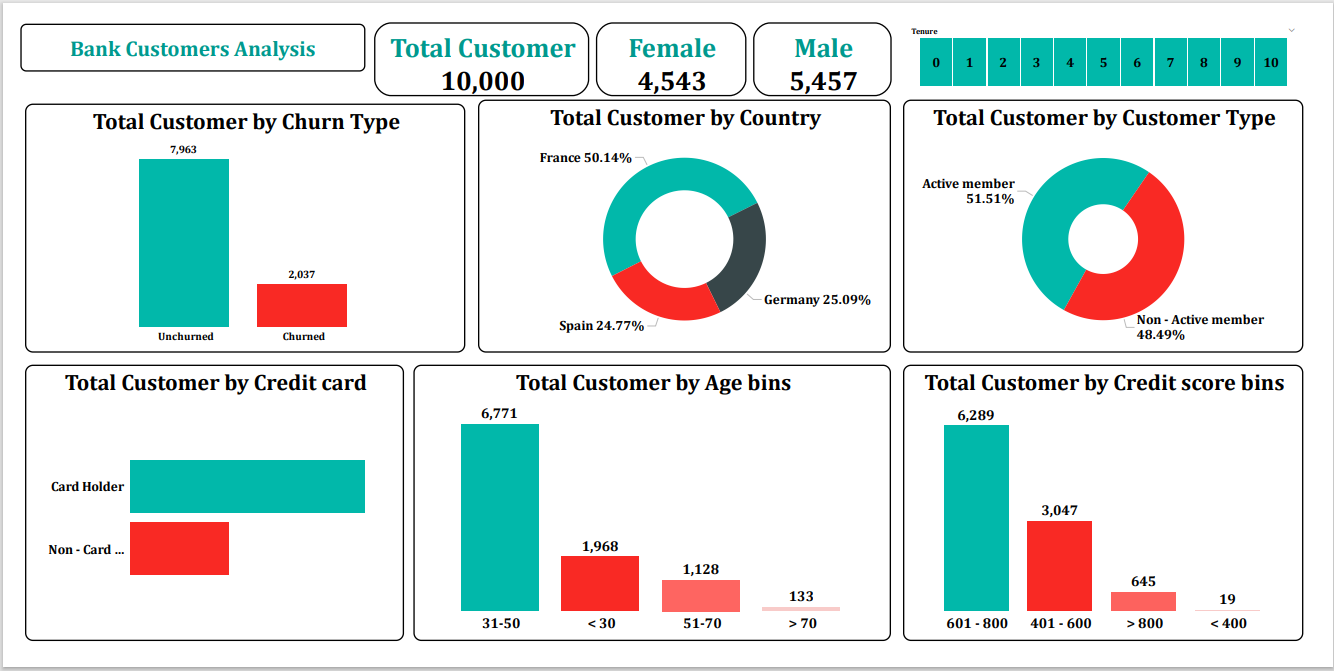 Bank Customers Analysis
Total Customer
10,000
Female
4,543
Male
5,457
Tenure
0 1 2 3 4 5 6 7 8 9 10
Total Customer by Churn Type
7,963
2,037
Unchurned Churned
Total Customer by Country
France 50.14%
Germany 25.09%
Spain 24.77%
Total Customer by Customer Type
Active member
51.51%
Non - Active member
48.49%
Total Customer by Credit card
Card Holder
Non - Card ...
Total Customer by Age bins
6,771
1,968
1,128
133
31-50 < 30 51-70 > 70
Total Customer by Credit score bins
6,289
3,047
645
19
601 - 800 401 - 600 > 800 < 400